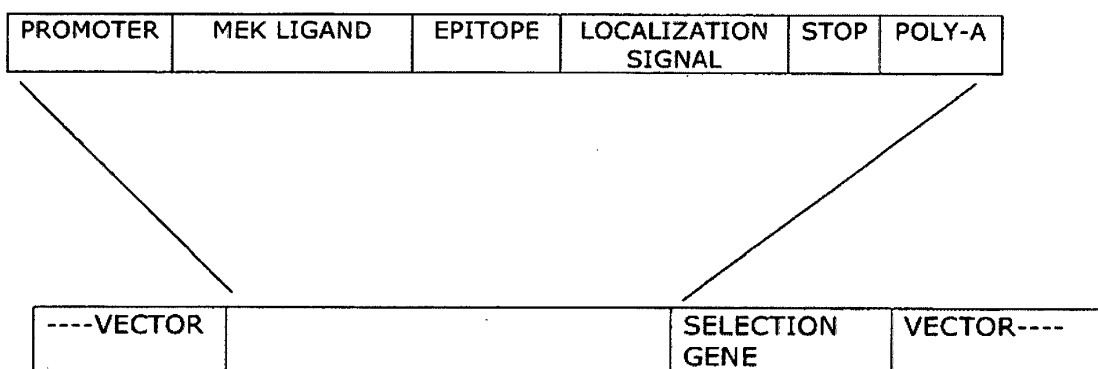 PROMOTER MEK LIGAND EPITOPE LOCALIZATION SIGNAL STOP POLY-A
----VECTOR SELECTION GENE VECTOR----